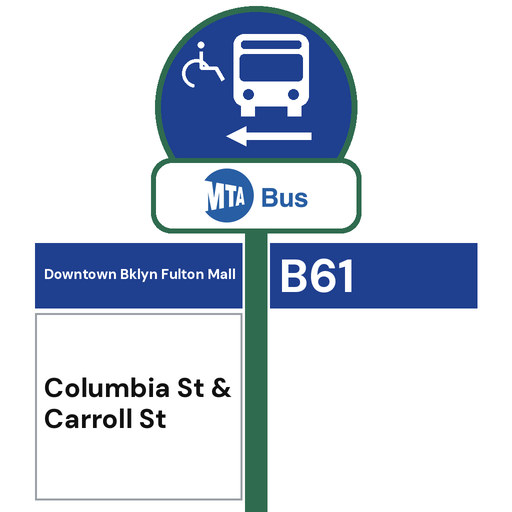 MTA Bus
Downtown Bklyn Fulton Mall
B61
Columbia St &
Carroll St